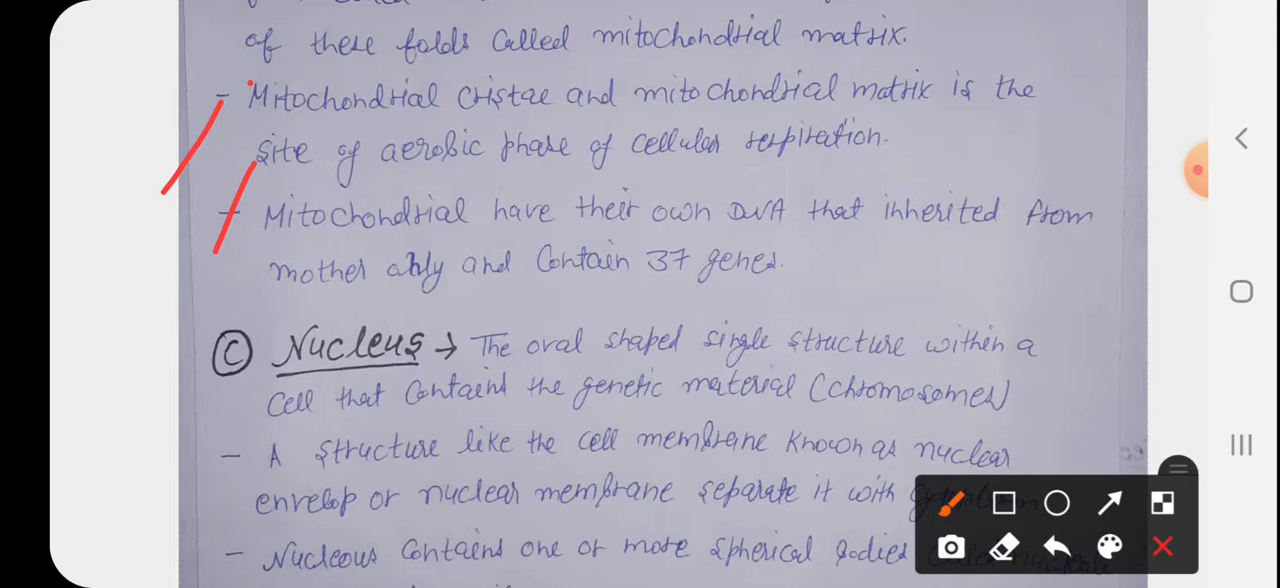 of these folds called mitochondrial matrix.
- Mitochondrial cristae and mitochondrial matrix is the
site of aerobic phase of cellular respiration.
- Mitochondrial have their own DNA that inherited from
mother only and contain 37 genes.
Ⓒ Nucleus → The oval shaped single structure within a
cell that contains the genetic material (chromosomes)
- A structure like the cell membrane known as nuclear
envelop or nuclear membrane separate it with cytoplasm
- Nucleous contains one or more spherical bodies called